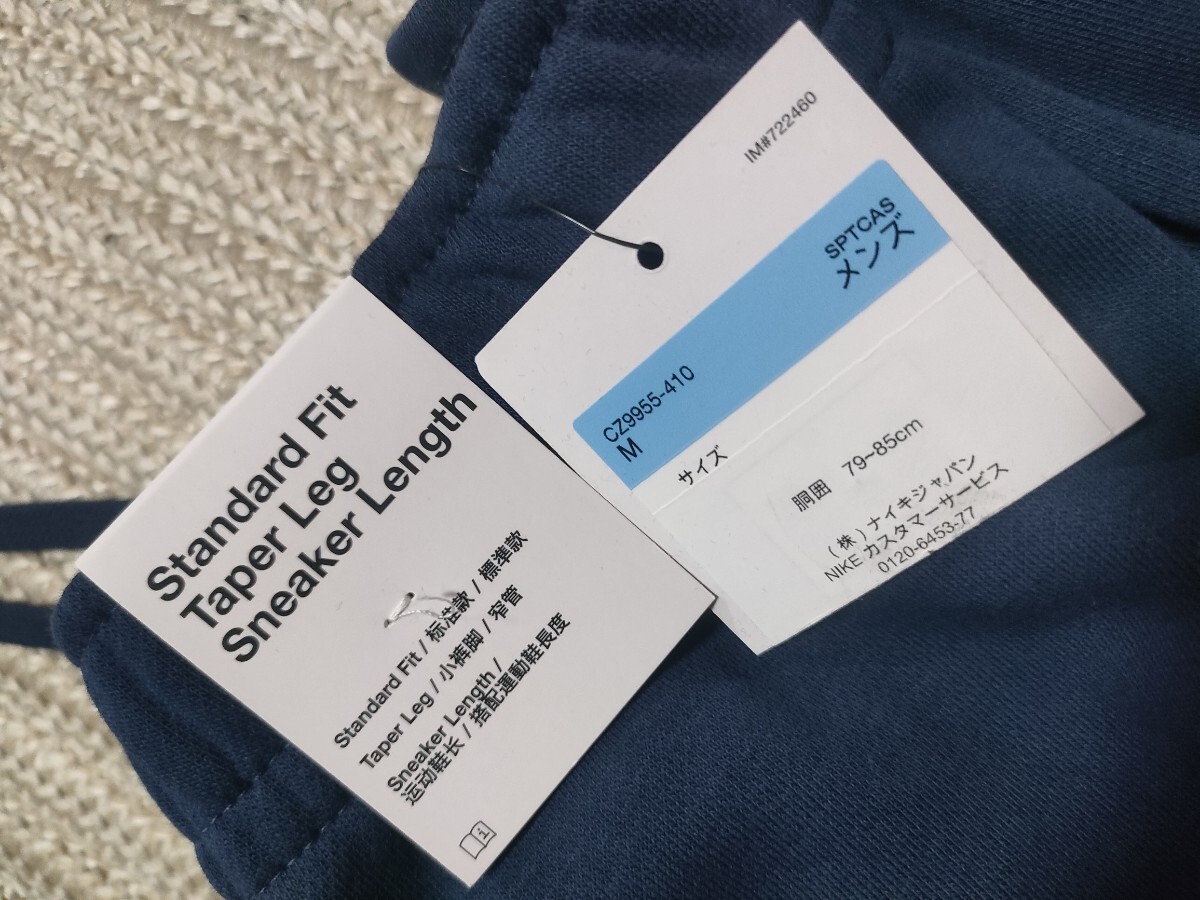 Standard Fit
Taper Leg
Sneaker Length
Standard Fit / 标准款 / 標準款
Taper Leg / 小裤脚 / 窄管
Sneaker Length /
运动鞋长 / 搭配運動鞋長度
IM#722460
SPTCAS
メンズ
CZ9955-410
M
サイズ
胴囲 79~85cm
(株)ナイキジャパン
NIKE カスタマーサービス
0120-6453-77